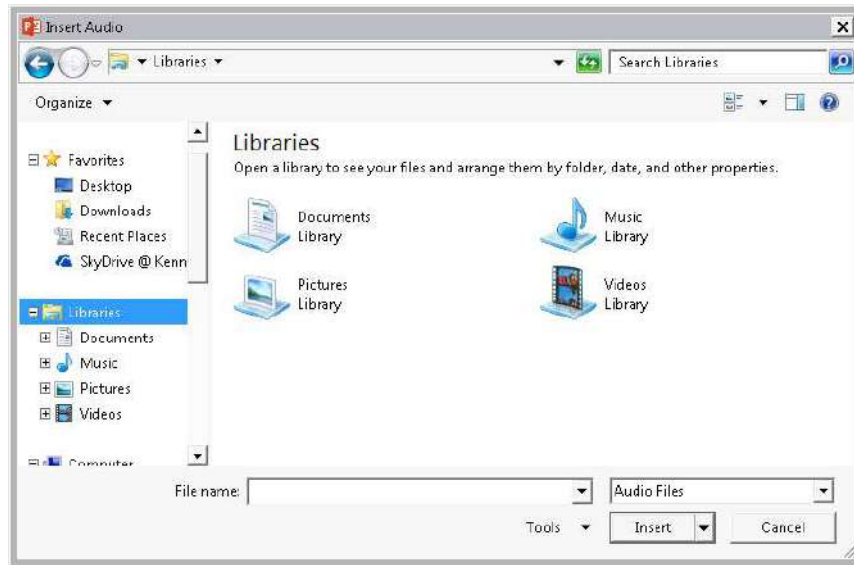 Insert Audio
Libraries
Search Libraries
Organize
Favorites
Desktop
Downloads
Recent Places
SkyDrive @ Kenn
Libraries
Documents
Music
Pictures
Videos
Computer
Libraries
Open a library to see your files and arrange them by folder, date, and other properties.
Documents
Library
Music
Library
Pictures
Library
Videos
Library
File name:
Audio Files
Tools
Insert
Cancel